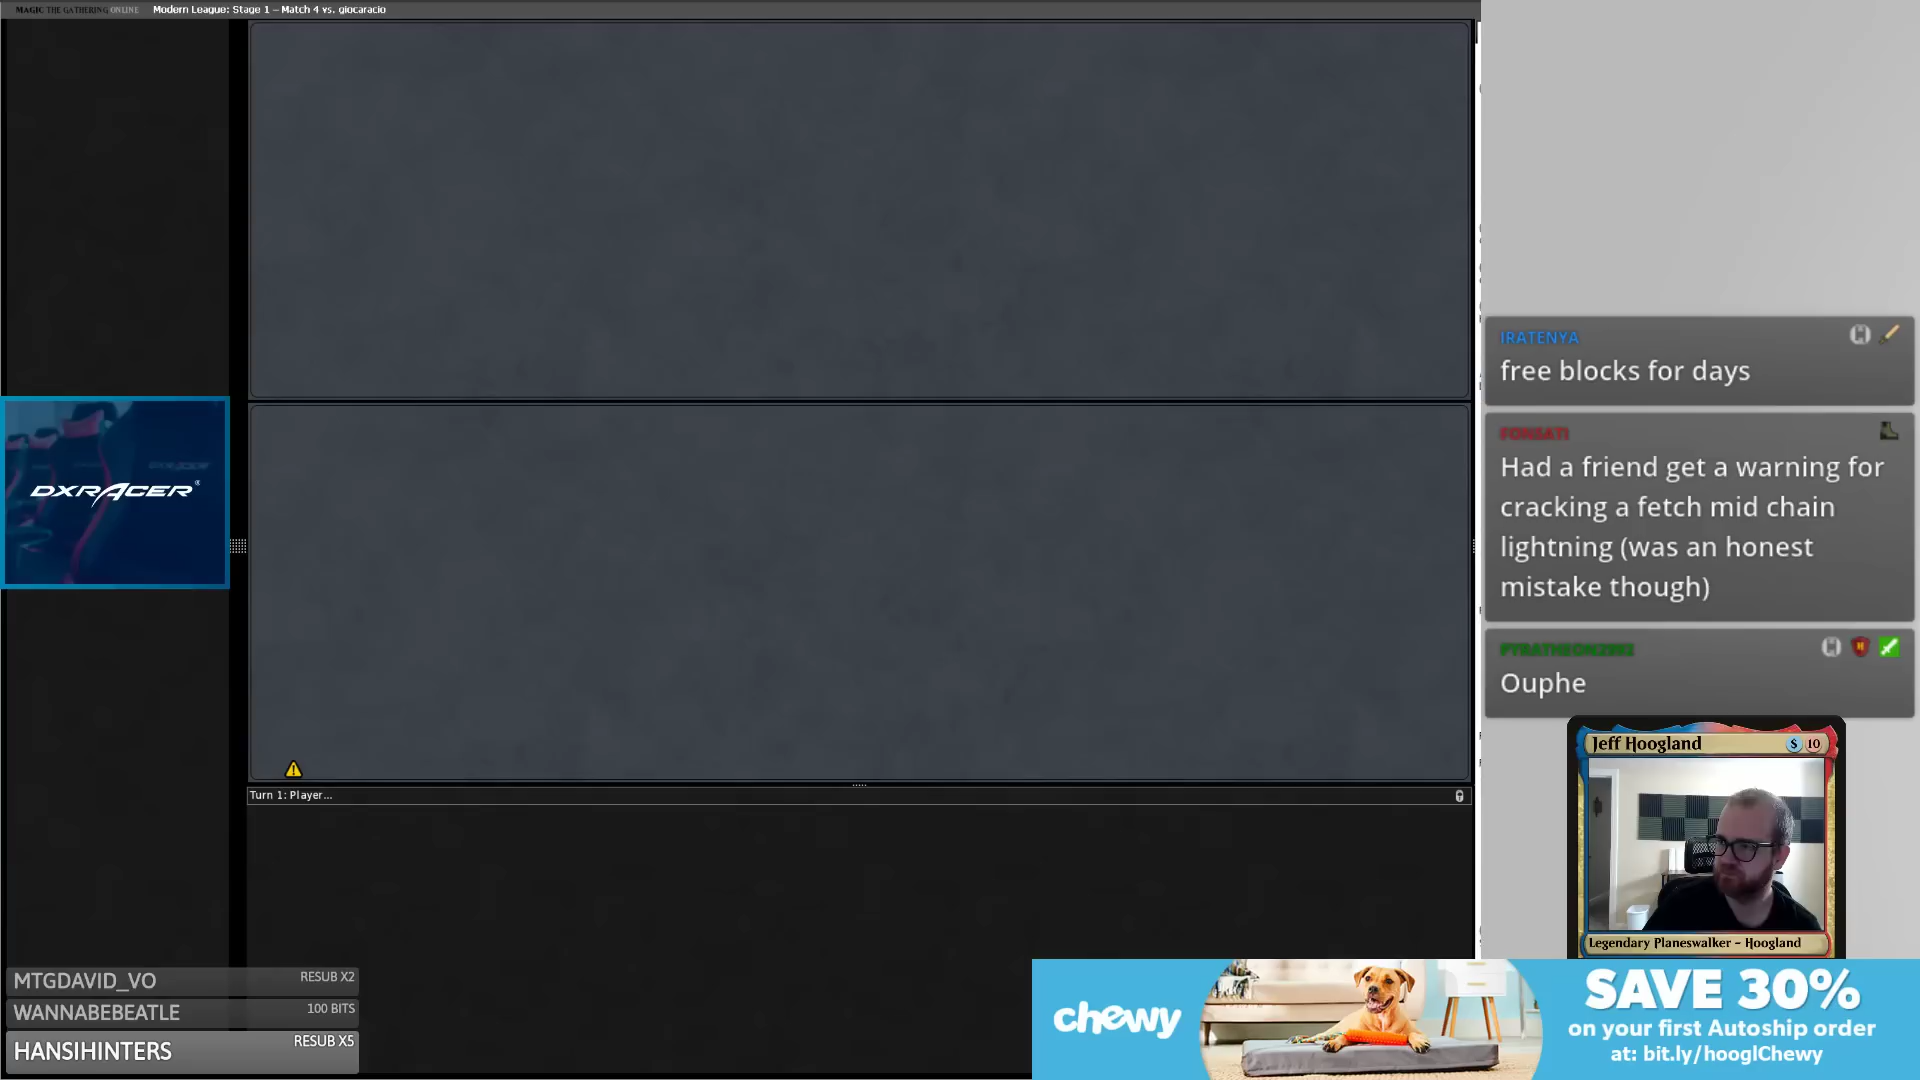 MAGIC THE GATHERING ONLINE
Modern League: Stage 1 – Match 4 vs. giocaracio
DXRACER
Turn 1: Player...
MTGDAVID_VO RESUB X2
WANNABEBEATLE 100 BITS
HANSIHINTERS RESUB X5
IRATENYA
free blocks for days
FONSATI
Had a friend get a warning for
cracking a fetch mid chain
lightning (was an honest
mistake though)
Ouphe
Jeff Hoogland $ 10
Legendary Planeswalker – Hoogland
chewy
SAVE 30%
on your first Autoship order
at: bit.ly/hooglChewy